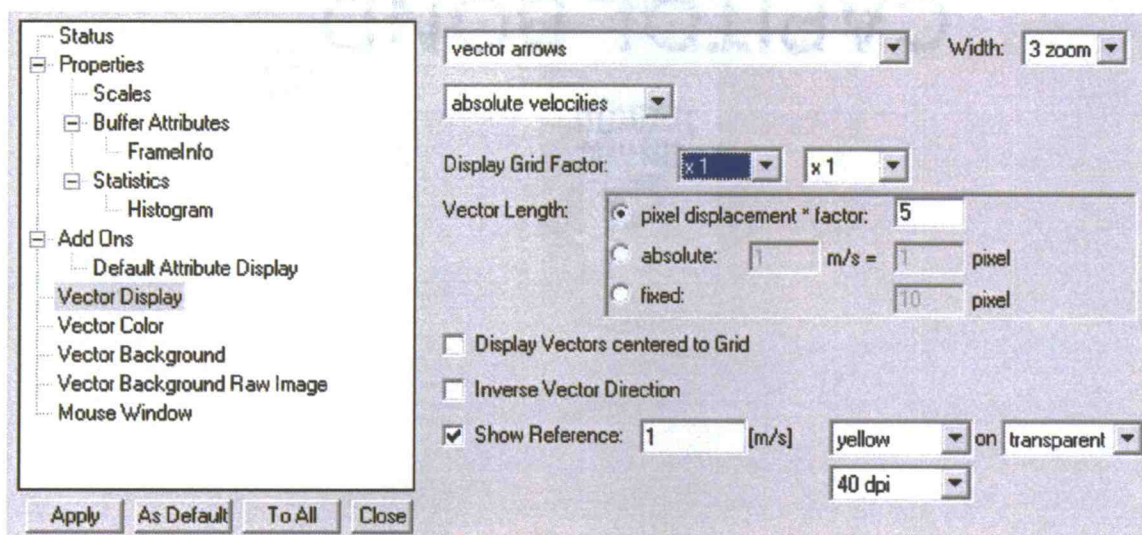 Status
Properties
Scales
Buffer Attributes
FrameInfo
Statistics
Histogram
Add Ons
Default Attribute Display
Vector Display
Vector Color
Vector Background
Vector Background Raw Image
Mouse Window
Apply
As Default
To All
Close
vector arrows
Width: 3 zoom
absolute velocities
Display Grid Factor: x 1 x 1
Vector Length: pixel displacement * factor: 5
absolute: 1 m/s = 1 pixel
fixed: 10 pixel
Display Vectors centered to Grid
Inverse Vector Direction
Show Reference: 1 [m/s] yellow on transparent
40 dpi